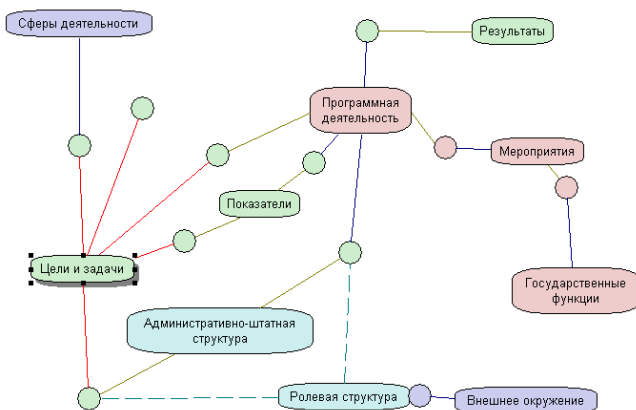 Сферы деятельности
Результаты
Программная
деятельность
Мероприятия
Показатели
Цели и задачи
Государственные
функции
Административно-штатная
структура
Ролевая структура
Внешнее окружение